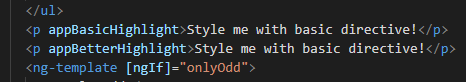 </ul>
<p appBasicHighlight>Style me with basic directive!</p>
<p appBetterHighlight>Style me with basic directive!</p>
<ng-template [ngIf]="onlyOdd">